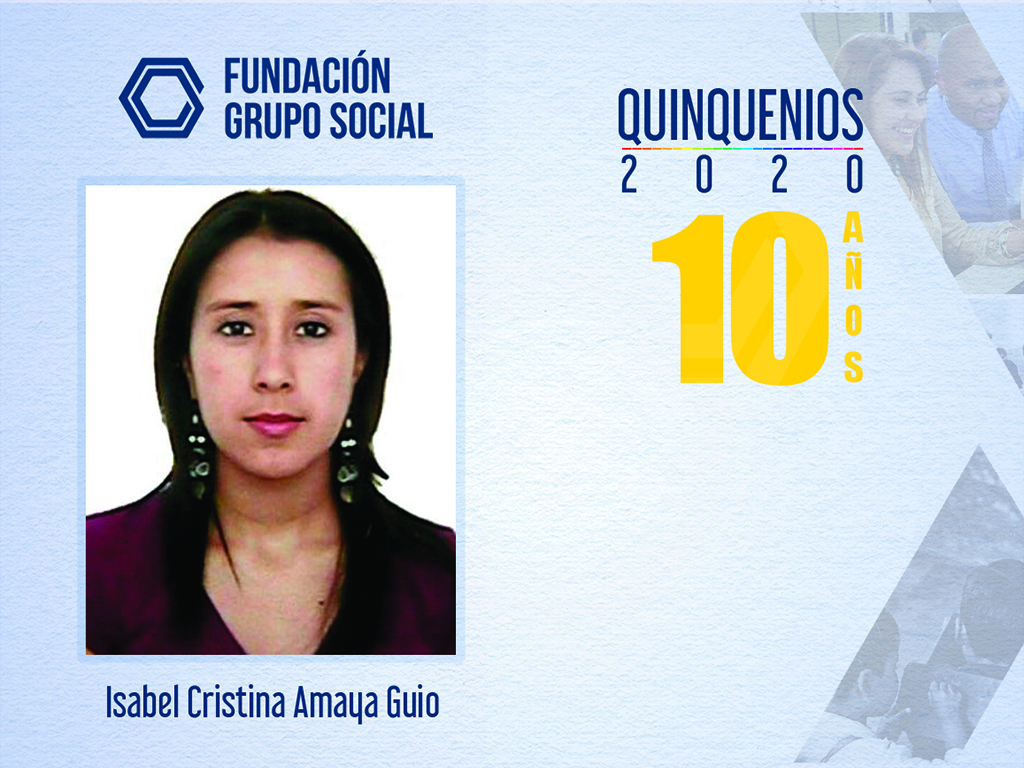 FUNDACIÓN
GRUPO SOCIAL
QUINQUENIOS
2020
10
AÑOS
Isabel Cristina Amaya Guio